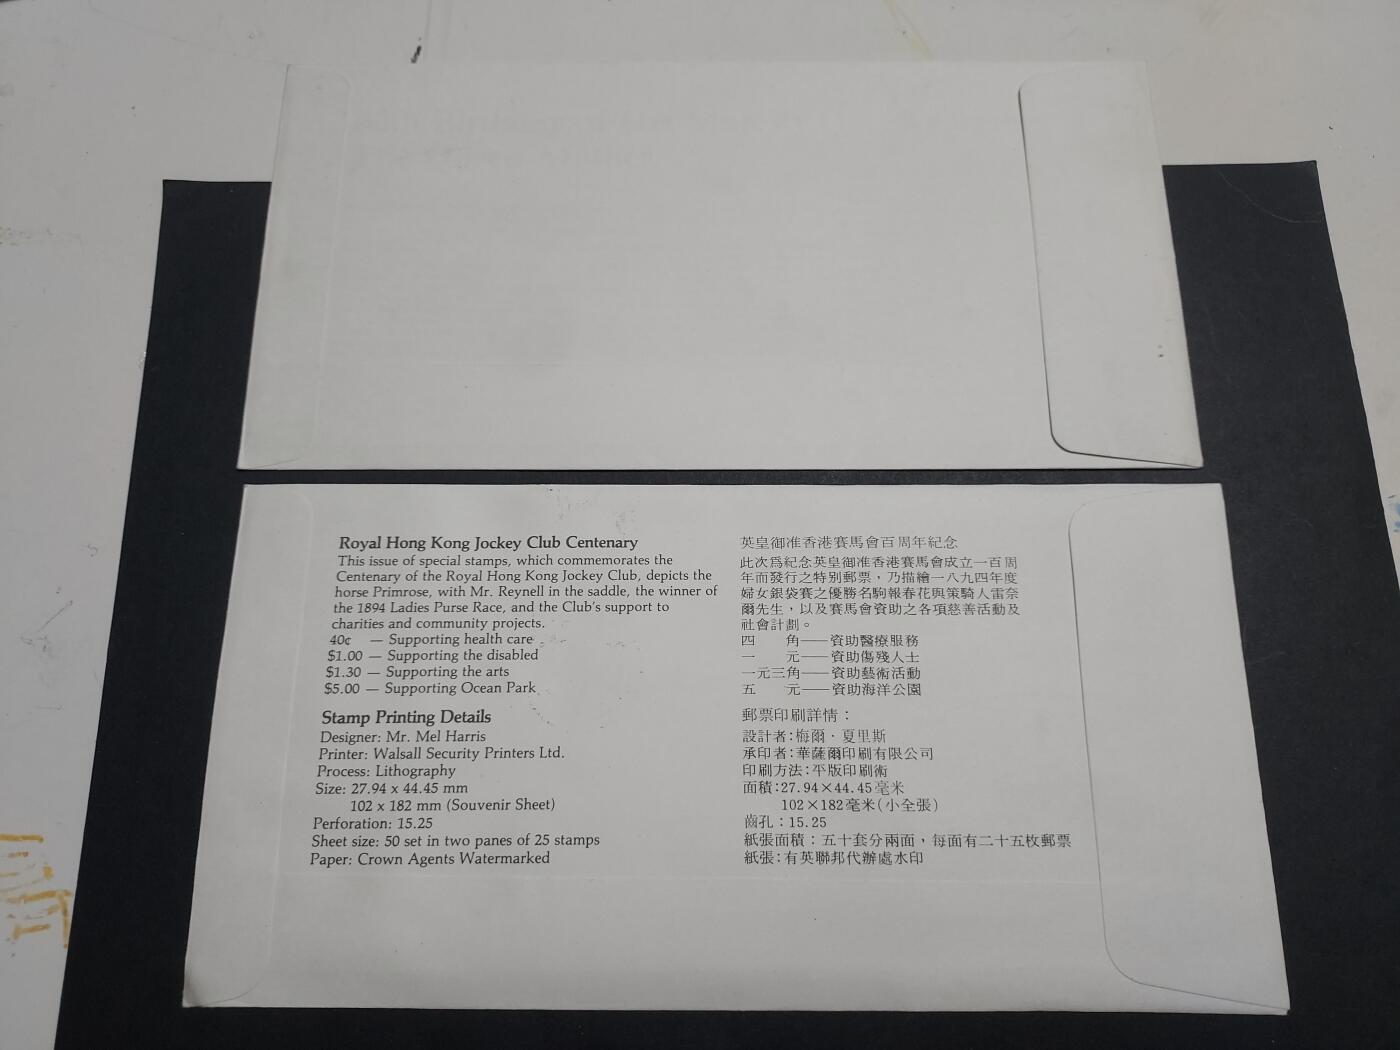 Royal Hong Kong Jockey Club Centenary
This issue of special stamps, which commemorates the
Centenary of the Royal Hong Kong Jockey Club, depicts the
horse Primrose, with Mr. Reynell in the saddle, the winner of
the 1894 Ladies Purse Race, and the Club's support to
charities and community projects.
40¢ — Supporting health care
$1.00 — Supporting the disabled
$1.30 — Supporting the arts
$5.00 — Supporting Ocean Park
Stamp Printing Details
Designer: Mr. Mel Harris
Printer: Walsall Security Printers Ltd.
Process: Lithography
Size: 27.94 x 44.45 mm
102 x 182 mm (Souvenir Sheet)
Perforation: 15.25
Sheet size: 50 set in two panes of 25 stamps
Paper: Crown Agents Watermarked
英皇御准香港賽馬會百周年紀念
此次爲紀念英皇御准香港賽馬會成立一百周
年而發行之特別郵票，乃描繪一八九四年度
婦女銀袋賽之優勝名駒報春花與策騎人雷奈
爾先生，以及賽馬會資助之各項慈善活動及
社會計劃。
四　角——資助醫療服務
一　元——資助傷殘人士
一元三角——資助藝術活動
五　元——資助海洋公園
郵票印刷詳情：
設計者：梅爾·夏里斯
承印者：華薩爾印刷有限公司
印刷方法：平版印刷術
面積：27.94×44.45毫米
102×182毫米（小全張）
齒孔：15.25
紙張面積：五十套分兩面，每面有二十五枚郵票
紙張：有英聯邦代辦處水印